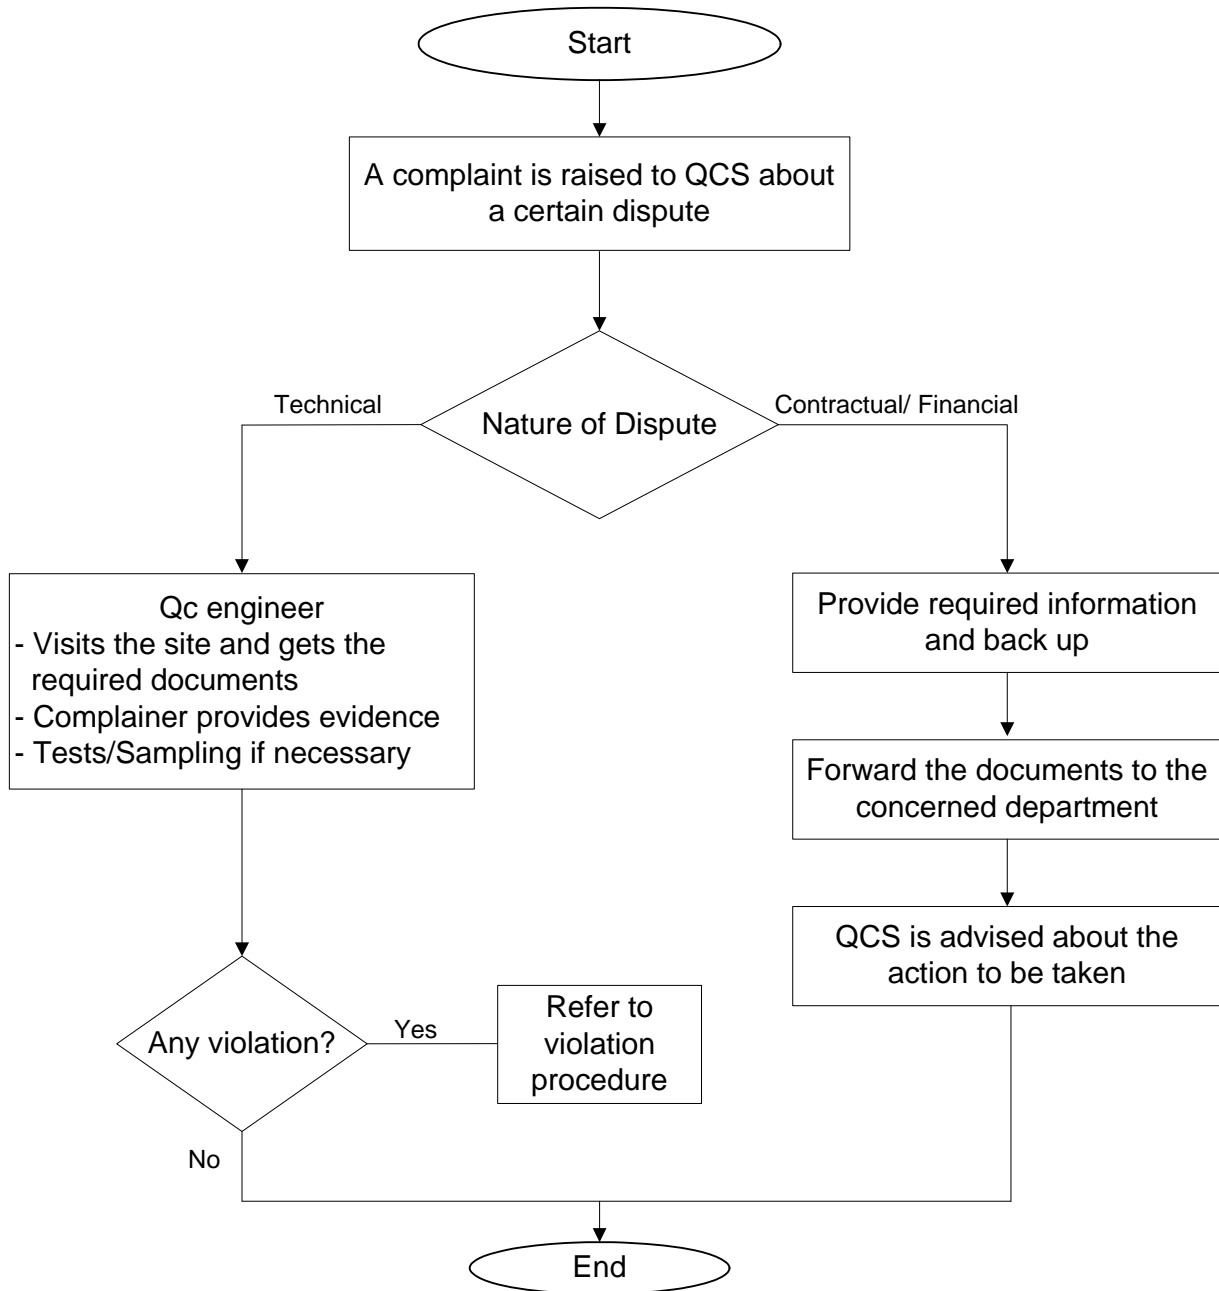 Start
A complaint is raised to QCS about
a certain dispute
Nature of Dispute
Technical
Contractual/ Financial
Qc engineer
- Visits the site and gets the
required documents
- Complainer provides evidence
- Tests/Sampling if necessary
Provide required information
and back up
Forward the documents to the
concerned department
QCS is advised about the
action to be taken
Any violation?
Yes
Refer to
violation
procedure
No
End